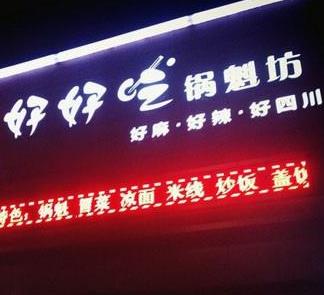 好好吃锅魁坊
好麻·好辣·好四川
特色：锅魁 冒菜 凉面 米线 炒饭 盖